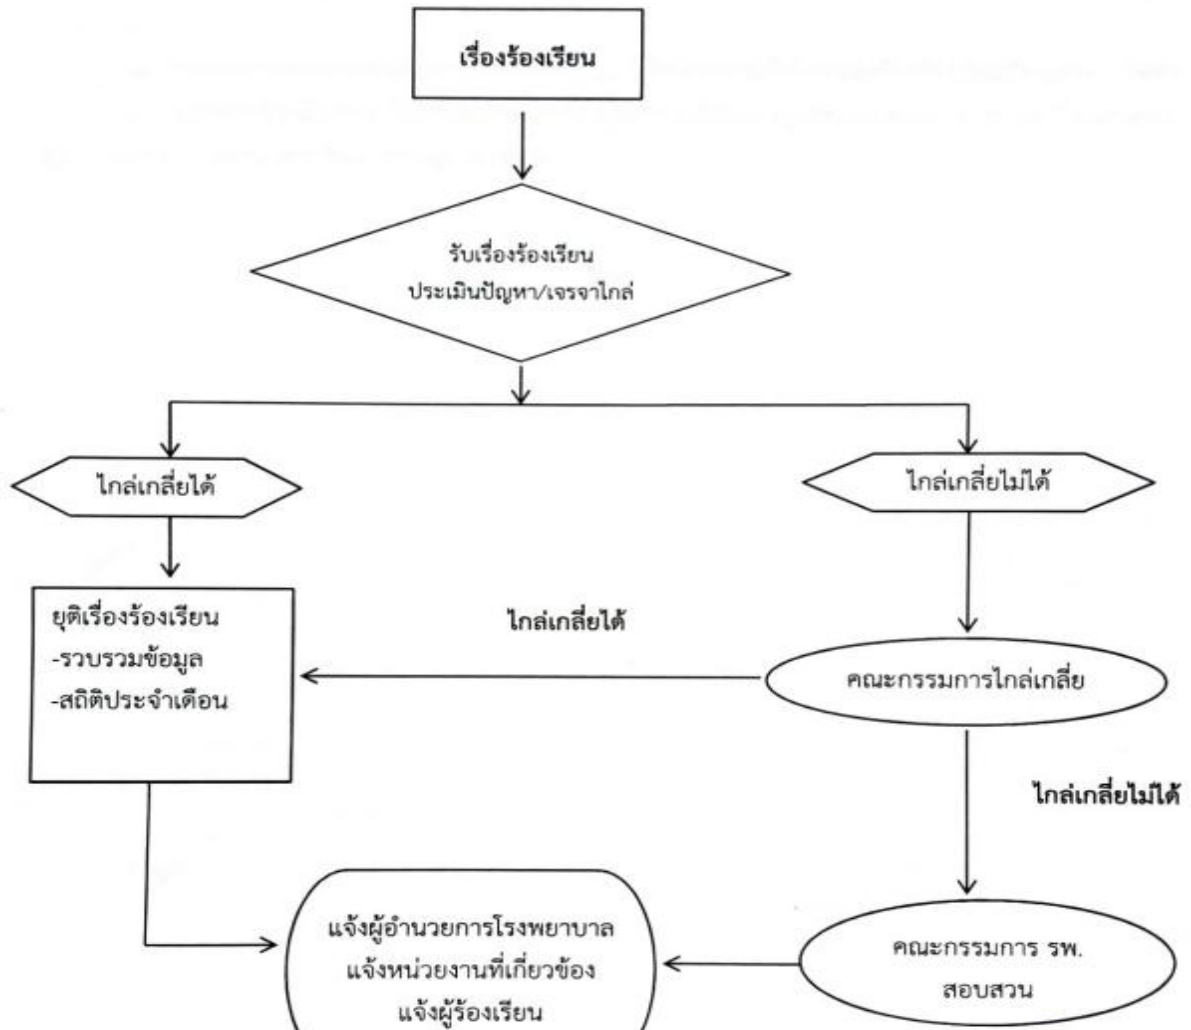 เรื่องร้องเรียน
รับเรื่องร้องเรียน
ประเมินปัญหา/เจรจาไกล่
ไกล่เกลี่ยได้
ไกล่เกลี่ยไม่ได้
ยุติเรื่องร้องเรียน
-รวบรวมข้อมูล
-สถิติประจำเดือน
ไกล่เกลี่ยได้
คณะกรรมการไกล่เกลี่ย
ไกล่เกลี่ยไม่ได้
แจ้งผู้อำนวยการโรงพยาบาล
แจ้งหน่วยงานที่เกี่ยวข้อง
แจ้งผู้ร้องเรียน
คณะกรรมการ รพ.
สอบสวน